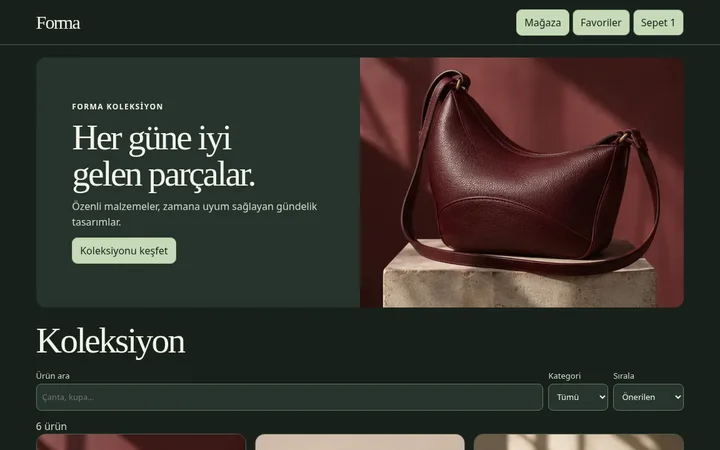 Forma
Mağaza
Favoriler
Sepet 1
FORMA KOLEKSİYON
Her güne iyi
gelen parçalar.
Özenli malzemeler, zamana uyum sağlayan gündelik
tasarımlar.
Koleksiyonu keşfet
Koleksiyon
Ürün ara
Kategori
Sırala
Çanta, kupa...
Tümü
Önerilen
6 ürün